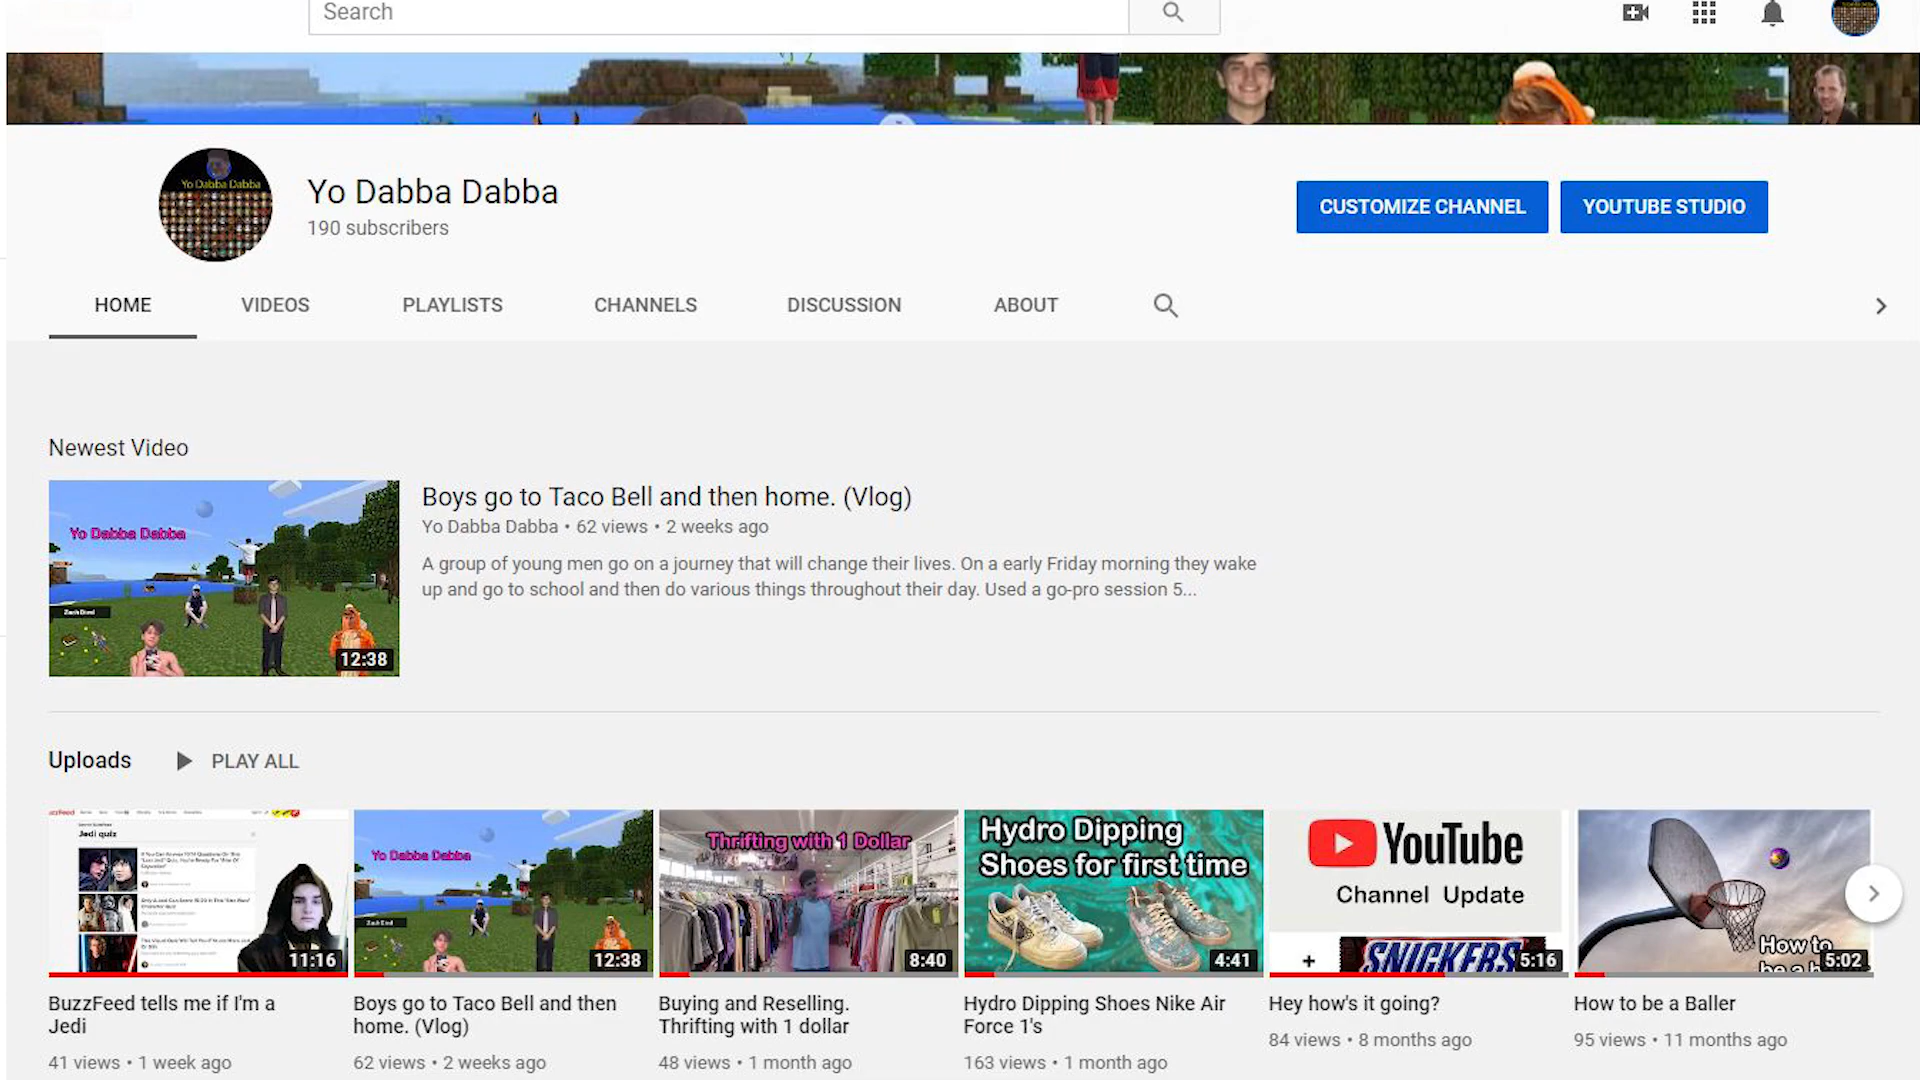 Search
Yo Dabba Dabba
Yo Dabba Dabba
190 subscribers
CUSTOMIZE CHANNEL
YOUTUBE STUDIO
HOME
VIDEOS
PLAYLISTS
CHANNELS
DISCUSSION
ABOUT
Newest Video
Yo Dabba Dabba
12:38
Boys go to Taco Bell and then home. (Vlog)
Yo Dabba Dabba • 62 views • 2 weeks ago
A group of young men go on a journey that will change their lives. On a early Friday morning they wake
up and go to school and then do various things throughout their day. Used a go-pro session 5...
Uploads
PLAY ALL
Jedi quiz
11:16
BuzzFeed tells me if I'm a
Jedi
41 views • 1 week ago
Yo Dabba Dabba
12:38
Boys go to Taco Bell and then
home. (Vlog)
62 views • 2 weeks ago
Thrifting with 1 Dollar
8:40
Buying and Reselling.
Thrifting with 1 dollar
48 views • 1 month ago
Hydro Dipping
Shoes for first time
4:41
Hydro Dipping Shoes Nike Air
Force 1's
163 views • 1 month ago
YouTube
Channel Update
+
SNICKERS
5:16
Hey how's it going?
84 views • 8 months ago
How to
be a
5:02
How to be a Baller
95 views • 11 months ago